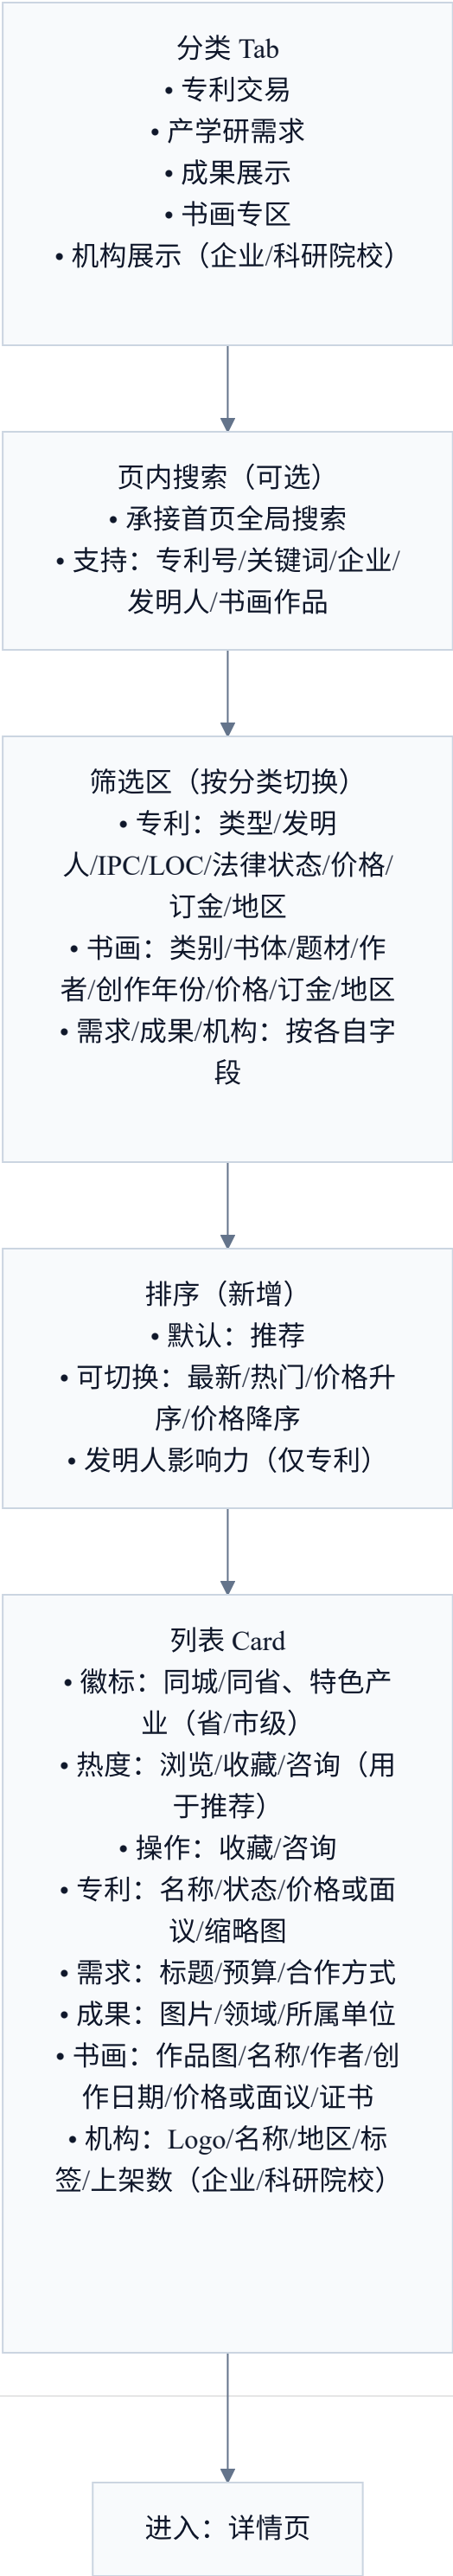 分类 Tab
• 专利交易
• 产学研需求
• 成果展示
• 书画专区
• 机构展示（企业/科研院校）
页内搜索（可选）
• 承接首页全局搜索
• 支持：专利号/关键词/企业/
发明人/书画作品
筛选区（按分类切换）
• 专利：类型/发明
人/IPC/LOC/法律状态/价格/
订金/地区
• 书画：类别/书体/题材/作
者/创作年份/价格/订金/地区
• 需求/成果/机构：按各自字
段
排序（新增）
• 默认：推荐
• 可切换：最新/热门/价格升
序/价格降序
• 发明人影响力（仅专利）
列表 Card
• 徽标：同城/同省、特色产
业（省/市级）
• 热度：浏览/收藏/咨询（用
于推荐）
• 操作：收藏/咨询
• 专利：名称/状态/价格或面
议/缩略图
• 需求：标题/预算/合作方式
• 成果：图片/领域/所属单位
• 书画：作品图/名称/作者/创
作日期/价格或面议/证书
• 机构：Logo/名称/地区/标
签/上架数（企业/科研院校）
进入：详情页